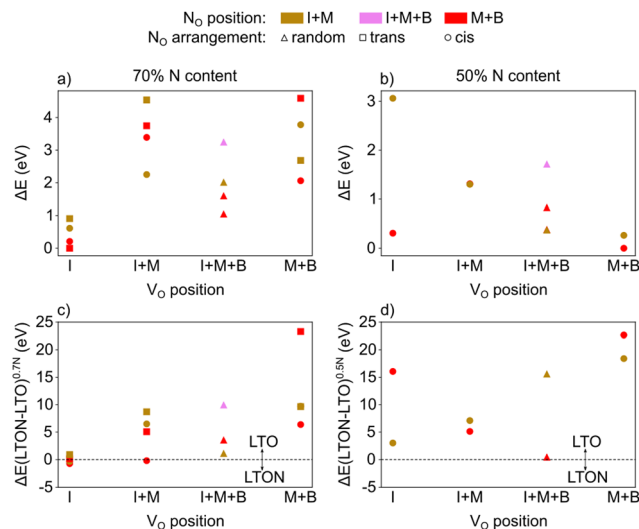 N_O position: I+M I+M+B M+B
N_O arrangement: random trans cis
a) 70% N content
b) 50% N content
ΔE (eV)
4
3
2
1
0
I I+M I+M+B M+B
V_O position
ΔE (eV)
3
2
1
0
I I+M I+M+B M+B
V_O position
c)
ΔE(LTON-LTO)^0.7N (eV)
25
20
15
10
5
0
-5
LTO
LTON
I I+M I+M+B M+B
V_O position
d)
ΔE(LTON-LTO)^0.5N (eV)
25
20
15
10
5
0
-5
LTO
LTON
I I+M I+M+B M+B
V_O position